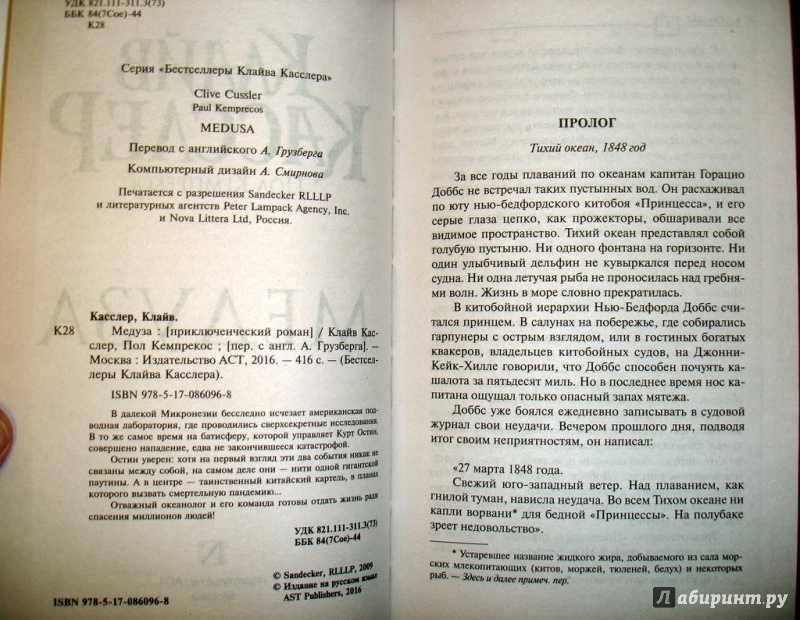 УДК 821.111-311.3(73)
ББК 84(7Сое)-44
К28
Серия «Бестселлеры Клайва Касслера»
Clive Cussler
Paul Kemprecos
MEDUSA
Перевод с английского А. Грузберга
Компьютерный дизайн А. Смирнова
Печатается с разрешения Sandecker RLLLP
и литературных агентств Peter Lampack Agency, Inc.
и Nova Littera Ltd, Россия.
Касслер, Клайв.
К28 Медуза : [приключенческий роман] / Клайв Кас-
слер, Пол Кемпрекос ; [пер. с англ. А. Грузберга]. –
Москва : Издательство АСТ, 2016. — 416 с. — (Бестсел-
леры Клайва Касслера).
ISBN 978-5-17-086096-8
В далекой Микронезии бесследно исчезает американская под-
водная лаборатория, где проводились сверхсекретные исследования.
В то же самое время на батисферу, которой управляет Курт Остин,
совершено нападение, едва не закончившееся катастрофой.
Остин уверен: хотя на первый взгляд эти два события никак не
связаны между собой, на самом деле они — нити одной гигантской
паутины. А в центре — таинственный китайский картель, в планах
которого вызвать смертельную пандемию...
Отважный океанолог и его команда готовы отдать жизнь ради
спасения миллионов людей!
УДК 821.111-311.3(73)
ББК 84(7Сое)-44
© Sandecker, RLLLP, 2009
© Издание на русском языке
AST Publishers, 2016
ISBN 978-5-17-086096-8
ПРОЛОГ
Тихий океан, 1848 год
За все годы плаваний по океанам капитан Горацио
Доббс не встречал таких пустынных вод. Он расхаживал
по юту нью-бедфордского китобоя «Принцесса», и его
серые глаза цепко, как прожекторы, обшаривали все
видимое пространство. Тихий океан представлял собой
голубую пустыню. Ни одного фонтана на горизонте. Ни
один улыбчивый дельфин не кувыркался перед носом
судна. Ни одна летучая рыба не проносилась над гребня-
ми волн. Жизнь в море словно прекратилась.
В китобойной иерархии Нью-Бедфорда Доббс счи-
тался принцем. В салунах на побережье, где собирались
гарпунеры с острым взглядом, или в гостиных богатых
квакеров, владельцев китобойных судов, на Джонни-
Кейк-Хилле говорили, что Доббс способен почуять ка-
шалота за пятьдесят миль. Но в последнее время нос ка-
питана ощущал только опасный запах мятежа.
Доббс уже боялся ежедневно записывать в судовой
журнал свои неудачи. Вечером прошлого дня, подводя
итог своим неприятностям, он написал:
«27 марта 1848 года.
Свежий юго-западный ветер. Над плаванием, как
гнилой туман, нависла неудача. Во всем Тихом океане ни
капли ворвани* для бедной «Принцессы». На полубаке
зреет недовольство».
* Устаревшее название жидкого жира, добываемого из сала мор-
ских млекопитающих (китов, моржей, тюленей, белух) и некоторых
рыб. — Здесь и далее примеч. пер.
Лабиринт.ру